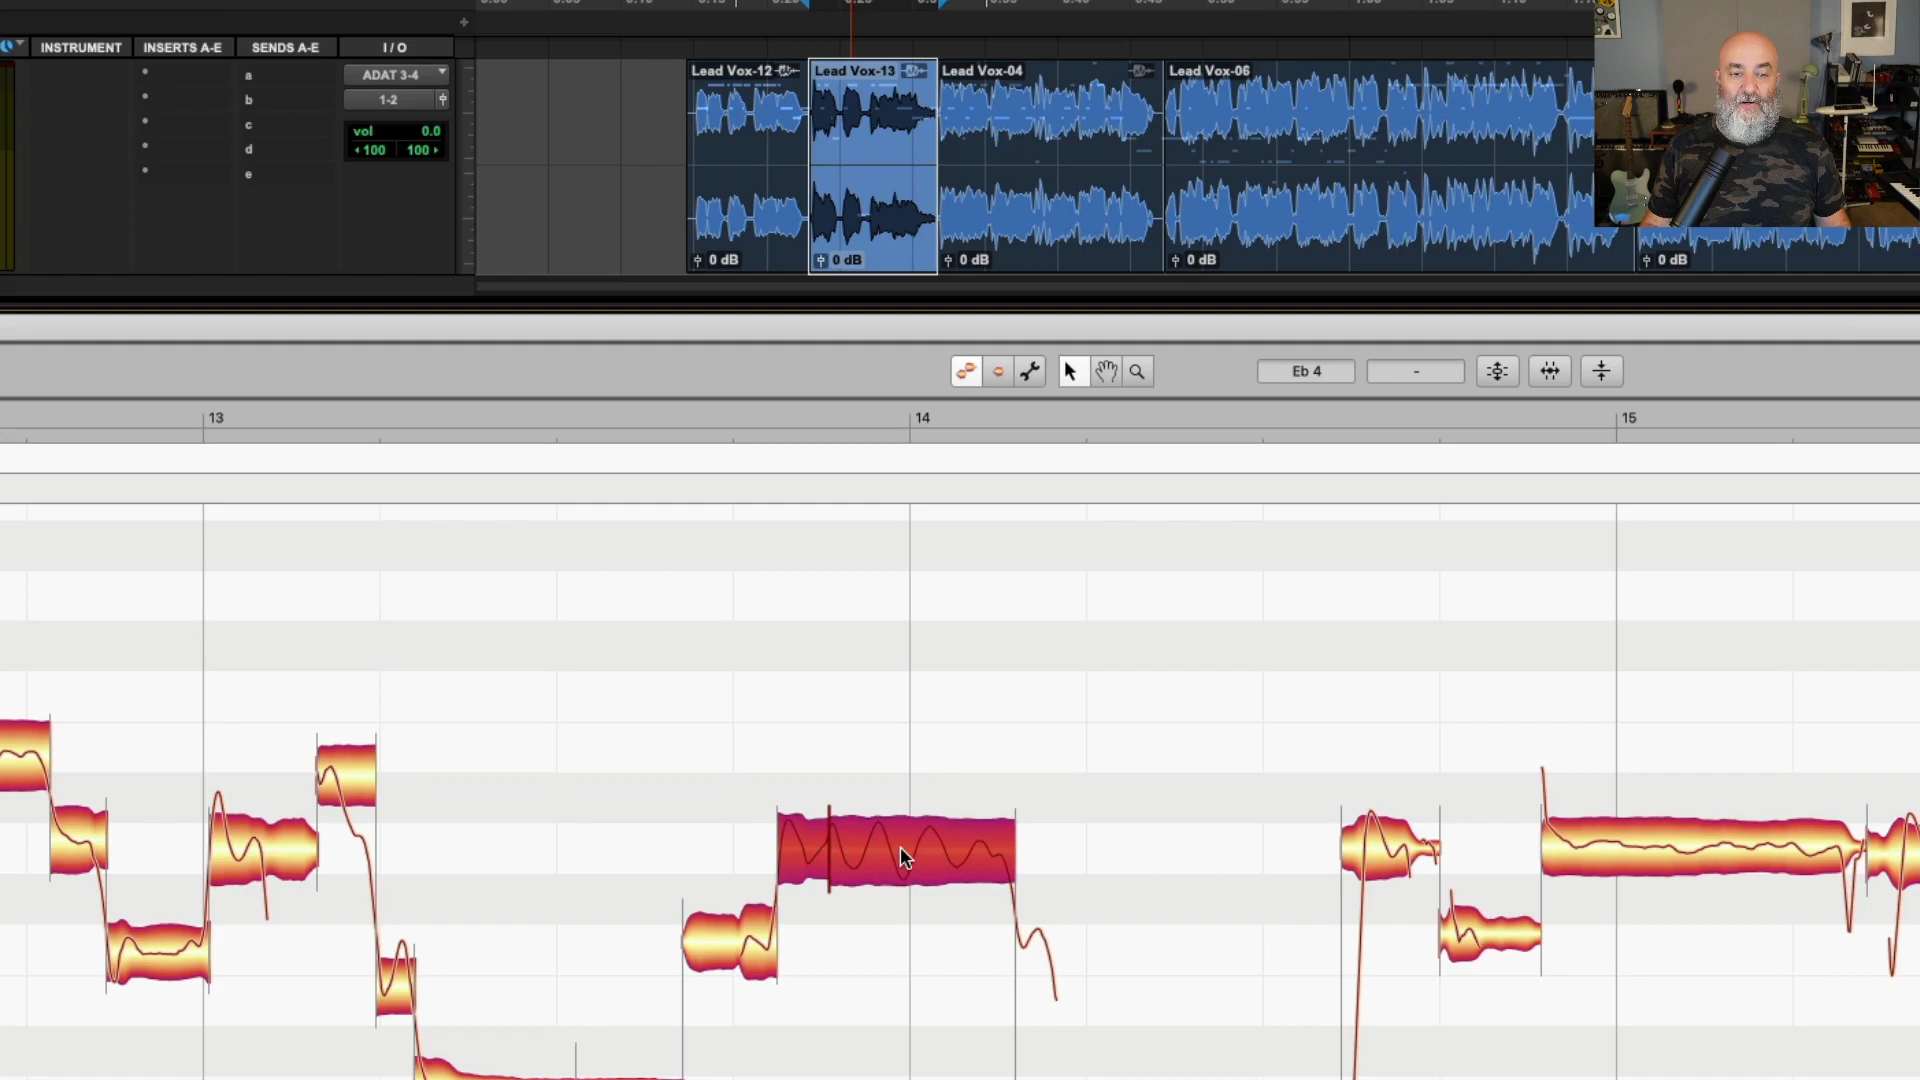 INSTRUMENT INSERTS A-E SENDS A-E I / O
a
b
c
d
e
ADAT 3-4
1-2
vol 0.0
100 100
Lead Vox-12
Lead Vox-13
Lead Vox-04
Lead Vox-06
0 dB
0 dB
0 dB
0 dB
0 dB
Eb 4
-
13
14
15